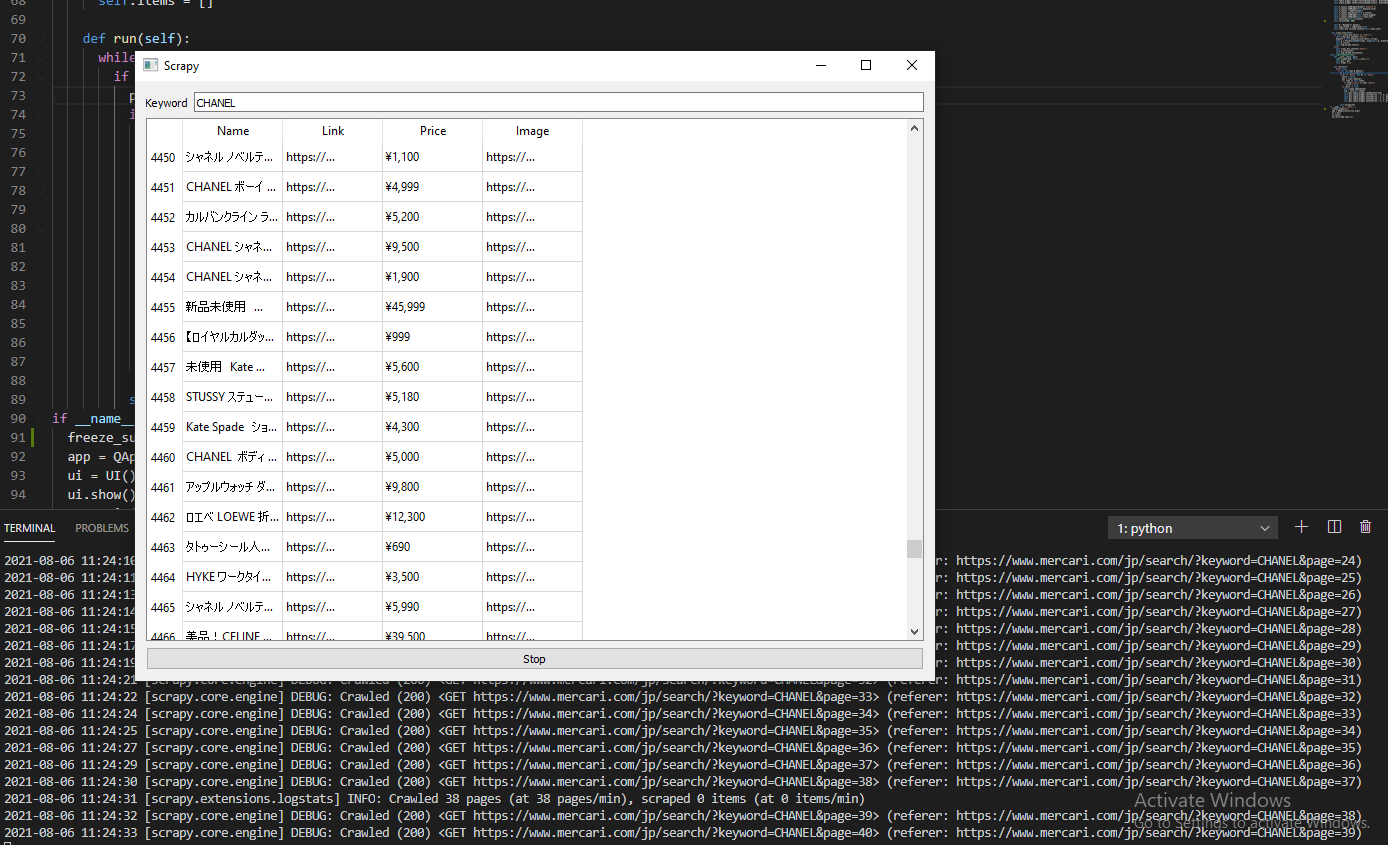 68 self.items = []
69
70 def run(self):
71 while
72 if
73 p
74 i
75
76
77
78
79
80
81
82
83
84
85
86
87
88
89 s
90 if __name__
91 freeze_su
92 app = QAp
93 ui = UI()
94 ui.show()
Scrapy
Keyword CHANEL
Name Link Price Image
4450 シャネル ノベルテ... https://... ¥1,100 https://...
4451 CHANEL ボーイ ... https://... ¥4,999 https://...
4452 カルバンクライン ラ... https://... ¥5,200 https://...
4453 CHANEL シャネ... https://... ¥9,500 https://...
4454 CHANEL シャネ... https://... ¥1,900 https://...
4455 新品未使用 ... https://... ¥45,999 https://...
4456 【ロイヤルカルダッ... https://... ¥999 https://...
4457 未使用 Kate ... https://... ¥5,600 https://...
4458 STUSSY ステュー... https://... ¥5,180 https://...
4459 Kate Spade ショ... https://... ¥4,300 https://...
4460 CHANEL ボディ ... https://... ¥5,000 https://...
4461 アップルウォッチ ダ... https://... ¥9,800 https://...
4462 ロエベ LOEWE 折... https://... ¥12,300 https://...
4463 タトゥーシール人... https://... ¥690 https://...
4464 HYKE ワークタイ... https://... ¥3,500 https://...
4465 シャネル ノベルテ... https://... ¥5,990 https://...
4466 美品！CELINE ... https://... ¥39,500 https://...
Stop
TERMINAL PROBLEMS
1: python
2021-08-06 11:24:10 r: https://www.mercari.com/jp/search/?keyword=CHANEL&page=24)
2021-08-06 11:24:11 r: https://www.mercari.com/jp/search/?keyword=CHANEL&page=25)
2021-08-06 11:24:13 r: https://www.mercari.com/jp/search/?keyword=CHANEL&page=26)
2021-08-06 11:24:14 r: https://www.mercari.com/jp/search/?keyword=CHANEL&page=27)
2021-08-06 11:24:15 r: https://www.mercari.com/jp/search/?keyword=CHANEL&page=28)
2021-08-06 11:24:17 r: https://www.mercari.com/jp/search/?keyword=CHANEL&page=29)
2021-08-06 11:24:19 r: https://www.mercari.com/jp/search/?keyword=CHANEL&page=30)
2021-08-06 11:24:21 [scrapy.core.engine] DEBUG: Crawled (200) <GET https://www.mercari.com/jp/search/?keyword=CHANEL&page=32> (referer: https://www.mercari.com/jp/search/?keyword=CHANEL&page=31)
2021-08-06 11:24:22 [scrapy.core.engine] DEBUG: Crawled (200) <GET https://www.mercari.com/jp/search/?keyword=CHANEL&page=33> (referer: https://www.mercari.com/jp/search/?keyword=CHANEL&page=32)
2021-08-06 11:24:24 [scrapy.core.engine] DEBUG: Crawled (200) <GET https://www.mercari.com/jp/search/?keyword=CHANEL&page=34> (referer: https://www.mercari.com/jp/search/?keyword=CHANEL&page=33)
2021-08-06 11:24:25 [scrapy.core.engine] DEBUG: Crawled (200) <GET https://www.mercari.com/jp/search/?keyword=CHANEL&page=35> (referer: https://www.mercari.com/jp/search/?keyword=CHANEL&page=34)
2021-08-06 11:24:27 [scrapy.core.engine] DEBUG: Crawled (200) <GET https://www.mercari.com/jp/search/?keyword=CHANEL&page=36> (referer: https://www.mercari.com/jp/search/?keyword=CHANEL&page=35)
2021-08-06 11:24:29 [scrapy.core.engine] DEBUG: Crawled (200) <GET https://www.mercari.com/jp/search/?keyword=CHANEL&page=37> (referer: https://www.mercari.com/jp/search/?keyword=CHANEL&page=36)
2021-08-06 11:24:30 [scrapy.core.engine] DEBUG: Crawled (200) <GET https://www.mercari.com/jp/search/?keyword=CHANEL&page=38> (referer: https://www.mercari.com/jp/search/?keyword=CHANEL&page=37)
2021-08-06 11:24:31 [scrapy.extensions.logstats] INFO: Crawled 38 pages (at 38 pages/min), scraped 0 items (at 0 items/min)
2021-08-06 11:24:32 [scrapy.core.engine] DEBUG: Crawled (200) <GET https://www.mercari.com/jp/search/?keyword=CHANEL&page=39> (referer: https://www.mercari.com/jp/search/?keyword=CHANEL&page=38)
2021-08-06 11:24:33 [scrapy.core.engine] DEBUG: Crawled (200) <GET https://www.mercari.com/jp/search/?keyword=CHANEL&page=40> (referer: https://www.mercari.com/jp/search/?keyword=CHANEL&page=39)
Activate Windows
Go to Settings to activate Windows.